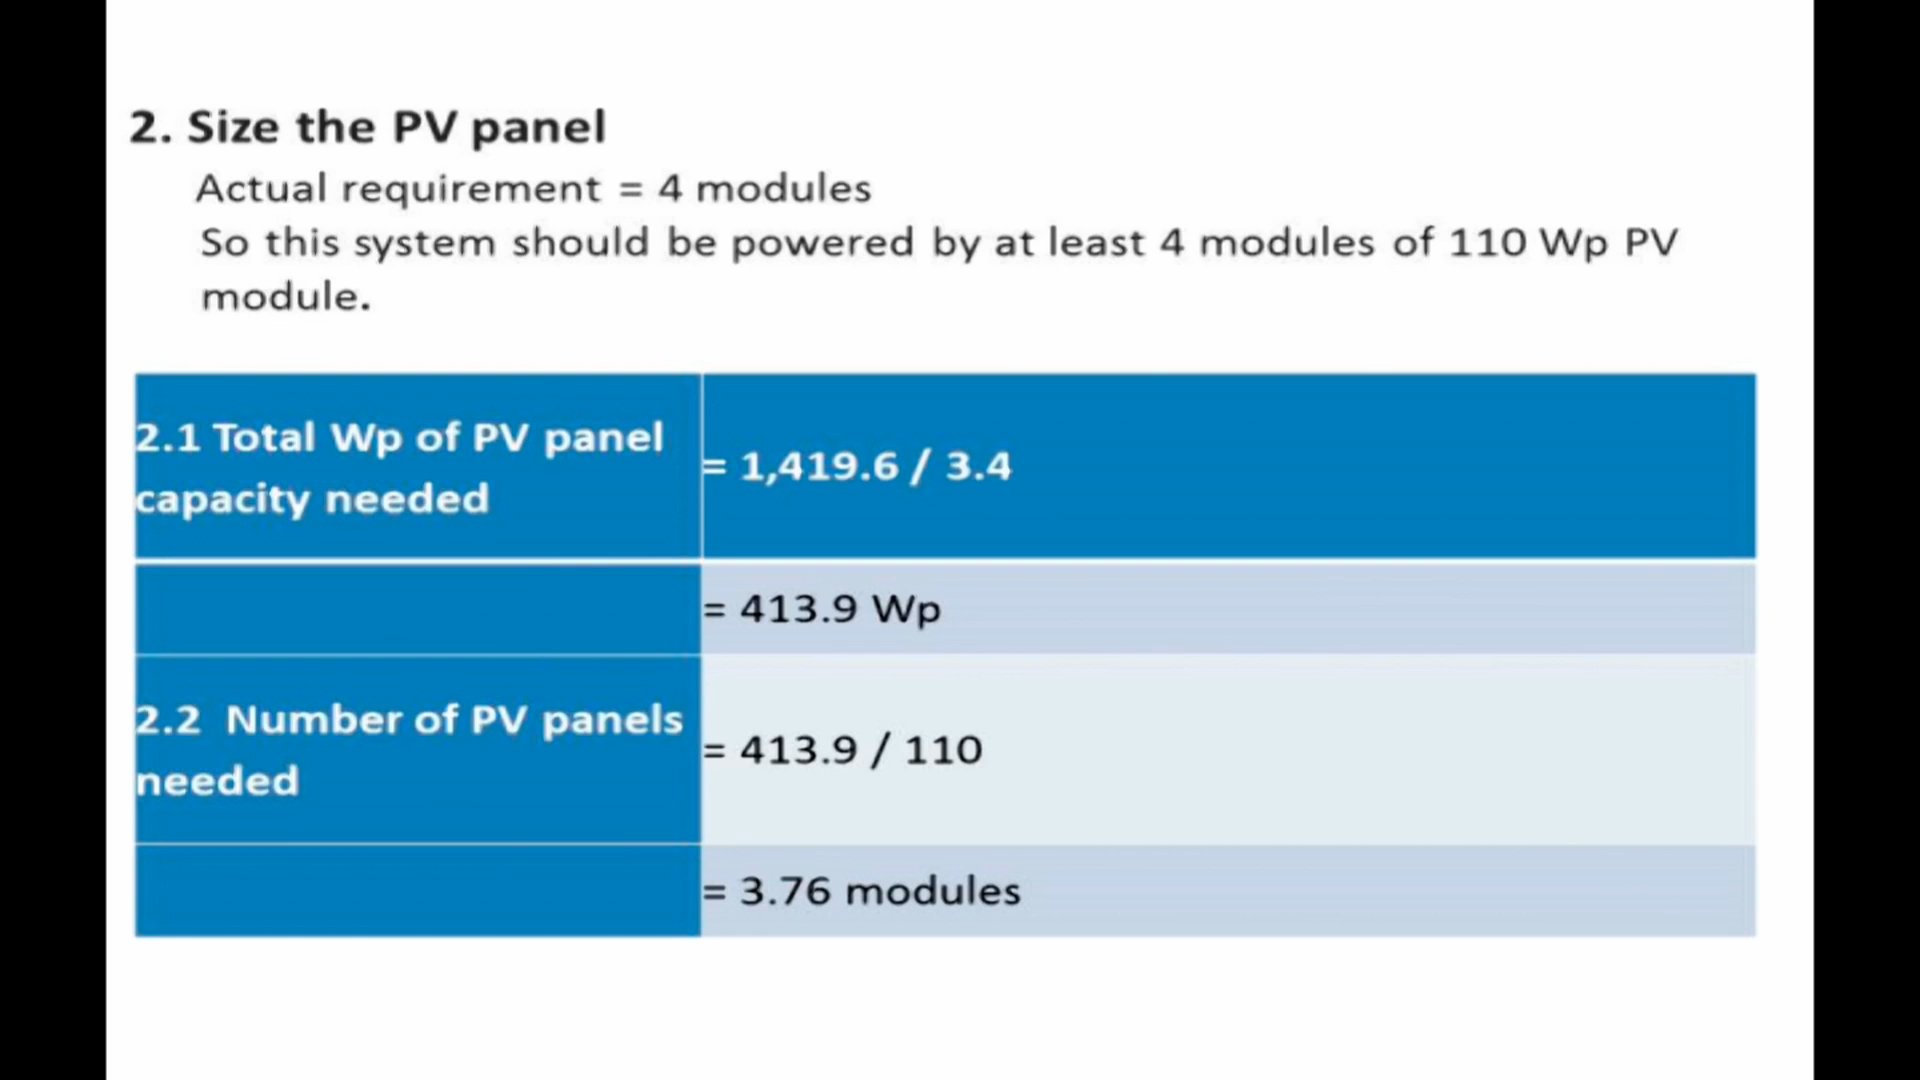 2. Size the PV panel
Actual requirement = 4 modules
So this system should be powered by at least 4 modules of 110 Wp PV
module.
2.1 Total Wp of PV panel
capacity needed
= 1,419.6 / 3.4
= 413.9 Wp
2.2 Number of PV panels
needed
= 413.9 / 110
= 3.76 modules